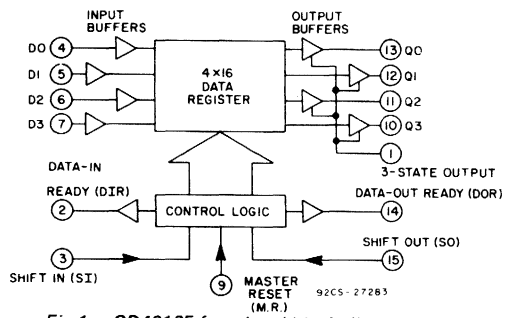 INPUT
BUFFERS
OUTPUT
BUFFERS
D0 4
13 Q0
D1 5
12 Q1
D2 6
11 Q2
D3 7
10 Q3
4×16
DATA
REGISTER
1
3-STATE OUTPUT
DATA-IN
READY (DIR)
2
CONTROL LOGIC
DATA-OUT READY (DOR)
14
3
SHIFT IN (SI)
9
MASTER
RESET
(M.R.)
SHIFT OUT (SO)
15
92CS-27283